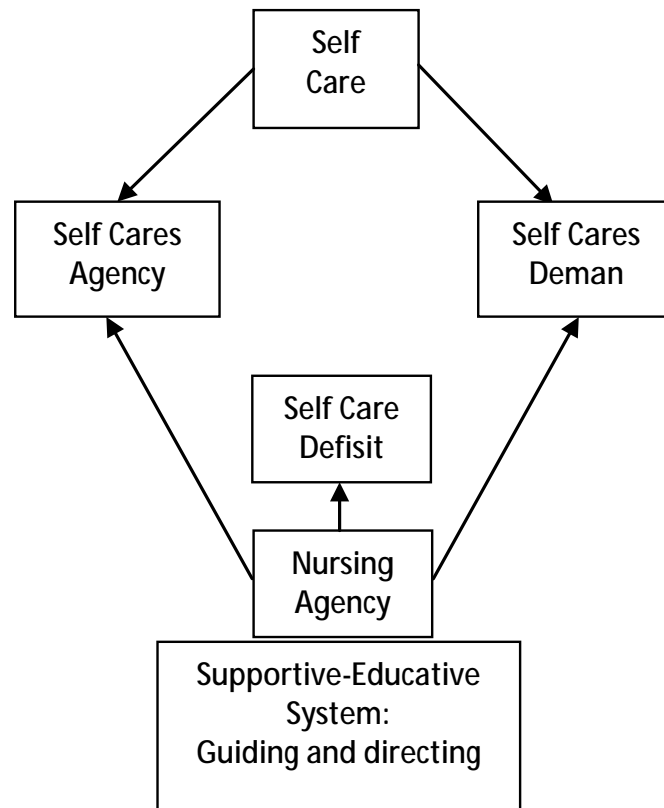 Self
Care
Self Cares
Agency
Self Cares
Deman
Self Care
Defisit
Nursing
Agency
Supportive-Educative
System:
Guiding and directing